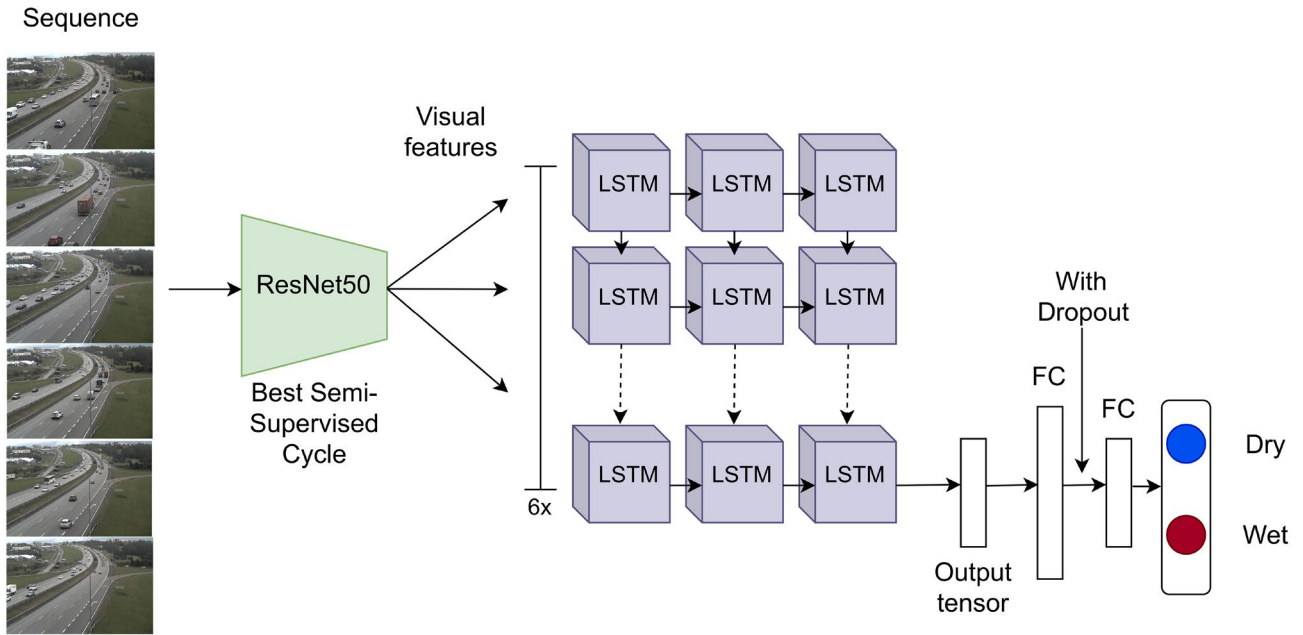 Sequence
Visual
features
LSTM
LSTM
LSTM
ResNet50
Best Semi-
Supervised
Cycle
LSTM
LSTM
LSTM
With
Dropout
FC
FC
LSTM
LSTM
LSTM
6x
Output
tensor
Dry
Wet